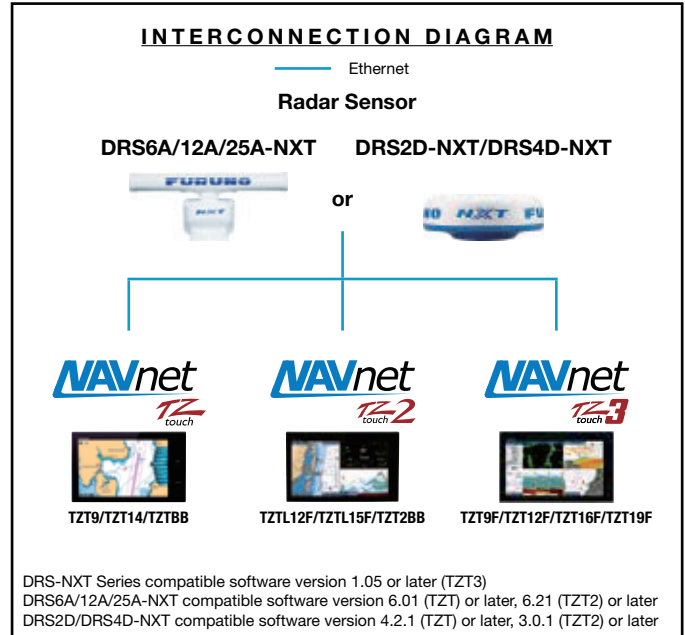 INTERCONNECTION DIAGRAM
Ethernet
Radar Sensor
DRS6A/12A/25A-NXT DRS2D-NXT/DRS4D-NXT
FURUNO
NXT
or
NXT FU
NAVnet NAVnet NAVnet
TZ touch TZ touch 2 TZ touch 3
TZT9/TZT14/TZTBB TZTL12F/TZTL15F/TZT2BB TZT9F/TZT12F/TZT16F/TZT19F
DRS-NXT Series compatible software version 1.05 or later (TZT3)
DRS6A/12A/25A-NXT compatible software version 6.01 (TZT) or later, 6.21 (TZT2) or later
DRS2D/DRS4D-NXT compatible software version 4.2.1 (TZT) or later, 3.0.1 (TZT2) or later